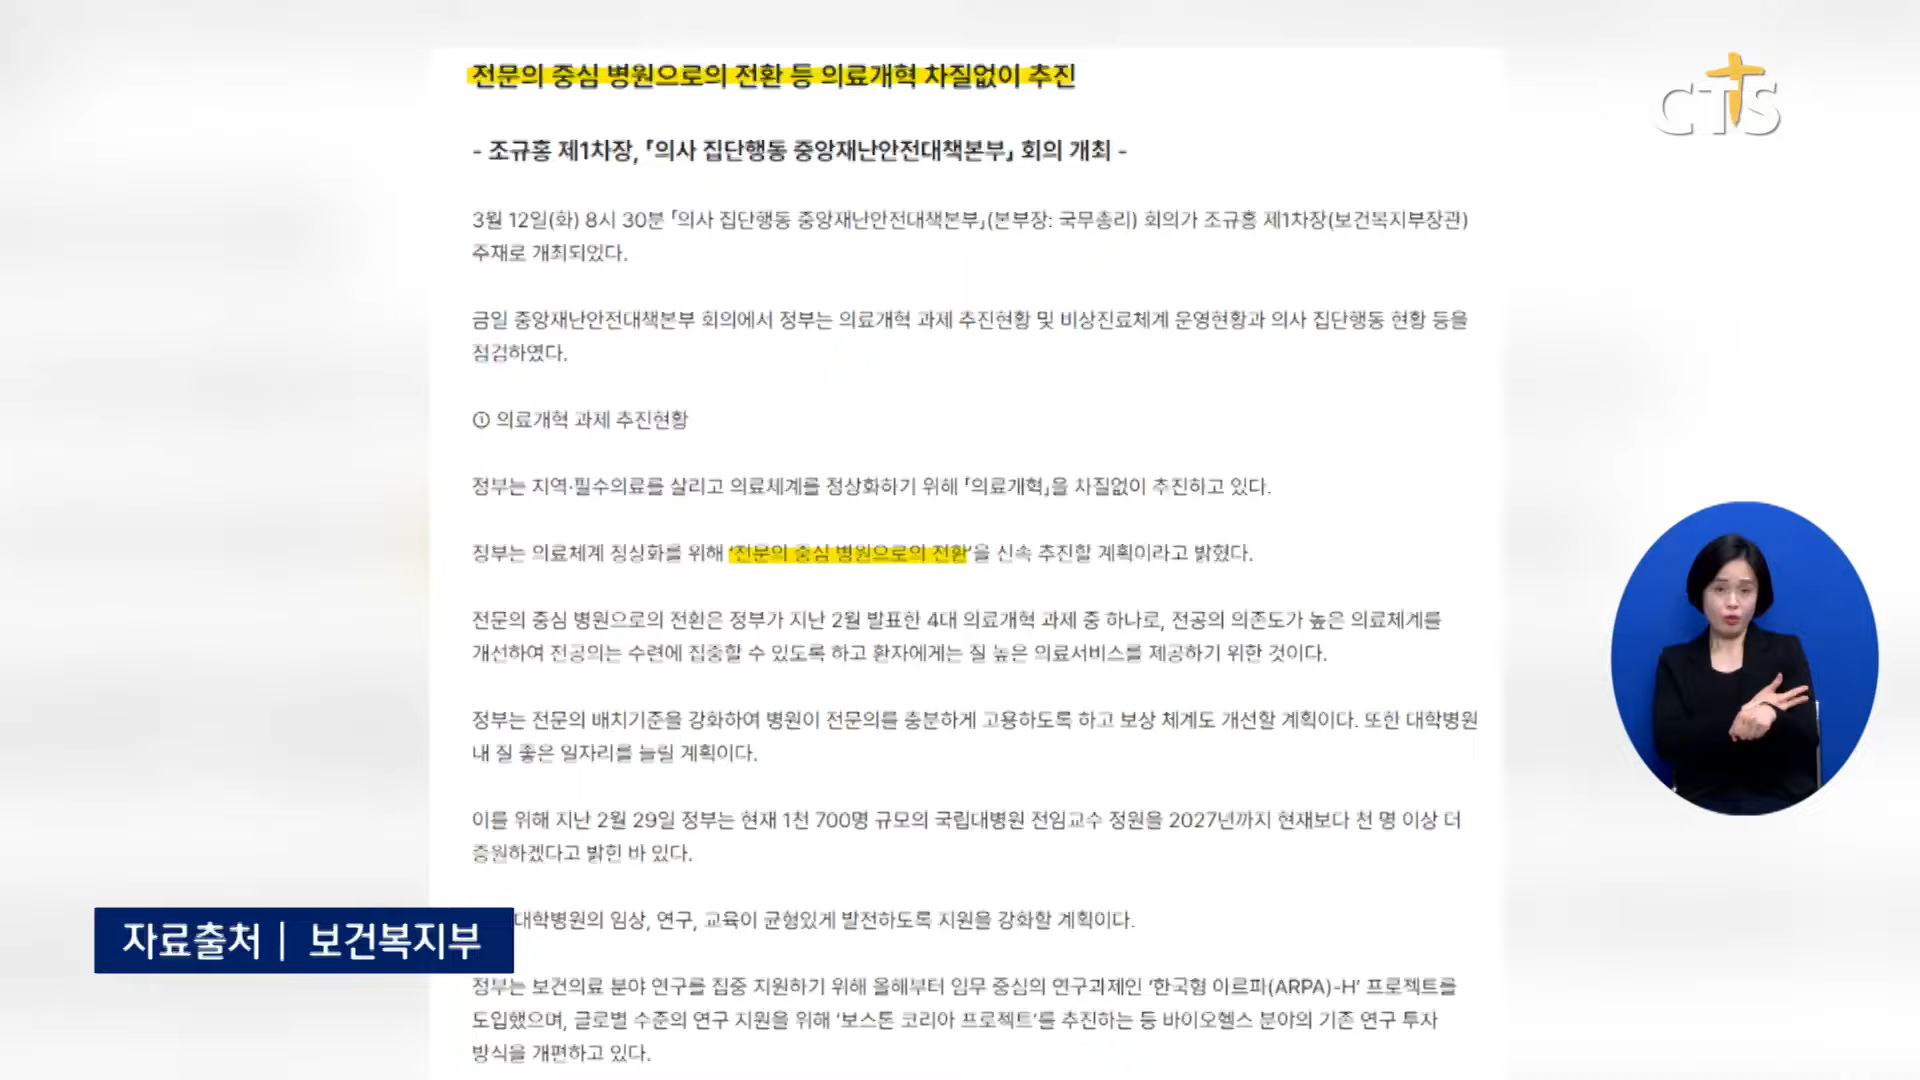 전문의 중심 병원으로의 전환 등 의료개혁 차질없이 추진
CTS
- 조규홍 제1차장, 「의사 집단행동 중앙재난안전대책본부」 회의 개최 -
3월 12일(화) 8시 30분 「의사 집단행동 중앙재난안전대책본부」(본부장: 국무총리) 회의가 조규홍 제1차장(보건복지부장관)
주재로 개최되었다.
금일 중앙재난안전대책본부 회의에서 정부는 의료개혁 과제 추진현황 및 비상진료체계 운영현황과 의사 집단행동 현황 등을
점검하였다.
① 의료개혁 과제 추진현황
정부는 지역·필수의료를 살리고 의료체계를 정상화하기 위해 「의료개혁」을 차질없이 추진하고 있다.
정부는 의료체계 정상화를 위해 '전문의 중심 병원으로의 전환'을 신속 추진할 계획이라고 밝혔다.
전문의 중심 병원으로의 전환은 정부가 지난 2월 발표한 4대 의료개혁 과제 중 하나로, 전공의 의존도가 높은 의료체계를
개선하여 전공의는 수련에 집중할 수 있도록 하고 환자에게는 질 높은 의료서비스를 제공하기 위한 것이다.
정부는 전문의 배치기준을 강화하여 병원이 전문의를 충분하게 고용하도록 하고 보상 체계도 개선할 계획이다. 또한 대학병원
내 질 좋은 일자리를 늘릴 계획이다.
이를 위해 지난 2월 29일 정부는 현재 1천 700명 규모의 국립대병원 전임교수 정원을 2027년까지 현재보다 천 명 이상 더
증원하겠다고 밝힌 바 있다.
대학병원의 임상, 연구, 교육이 균형있게 발전하도록 지원을 강화할 계획이다.
자료출처 | 보건복지부
정부는 보건의료 분야 연구를 집중 지원하기 위해 올해부터 임무 중심의 연구과제인 '한국형 아르파(ARPA)-H' 프로젝트를
도입했으며, 글로벌 수준의 연구 지원을 위해 '보스톤 코리아 프로젝트'를 추진하는 등 바이오헬스 분야의 기존 연구 투자
방식을 개편하고 있다.